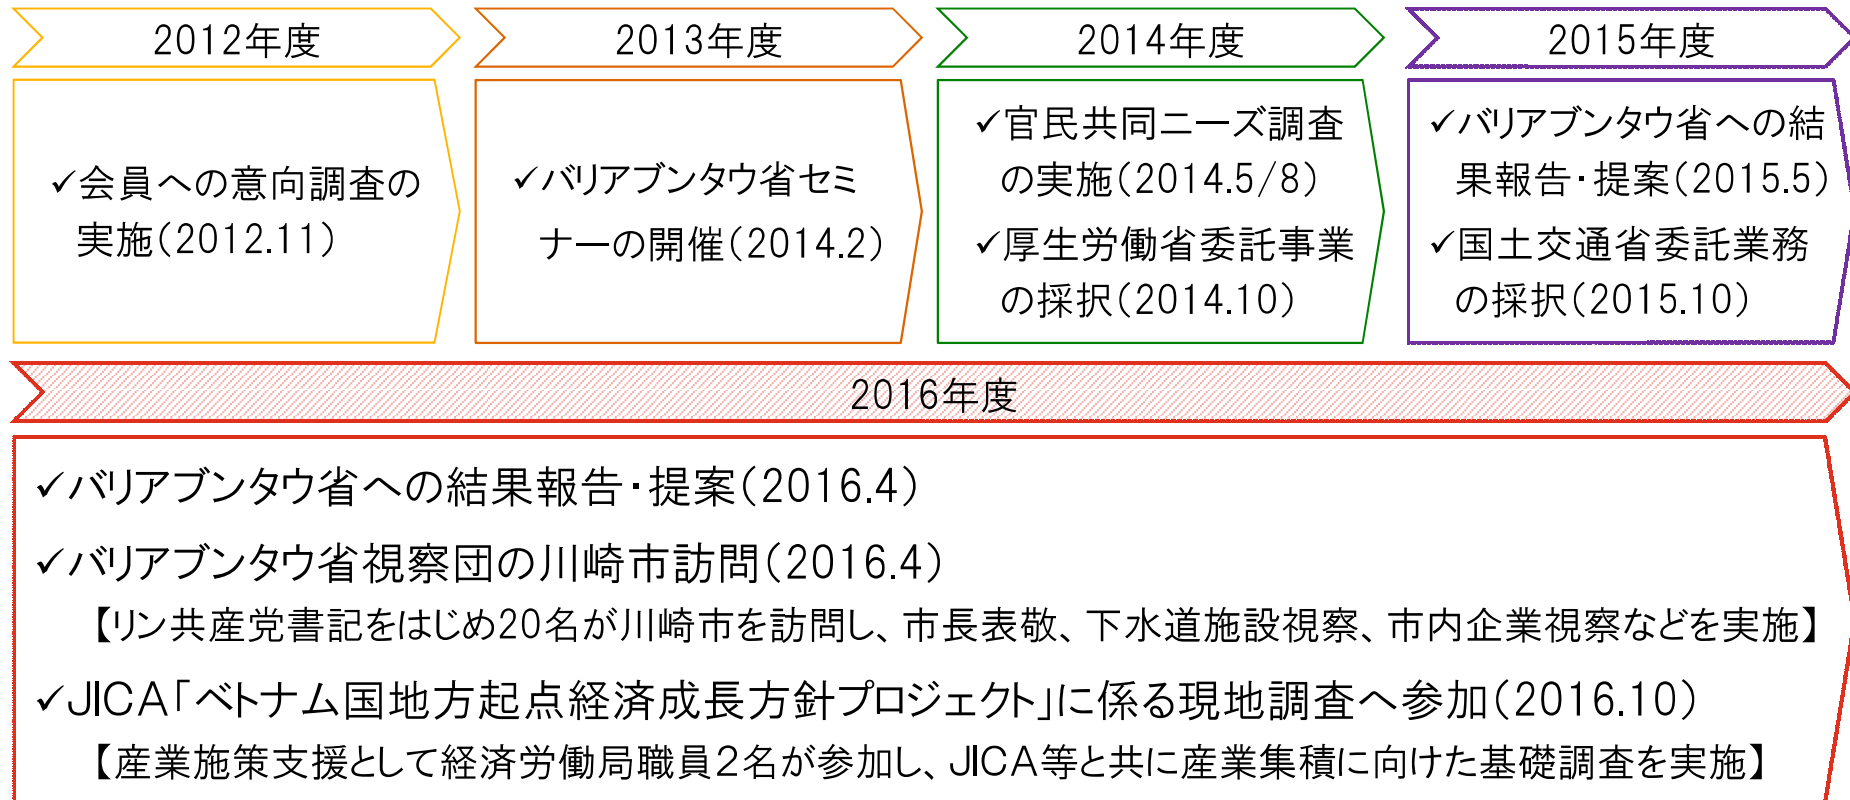 2012年度
✓会員への意向調査の
実施(2012.11)
2013年度
✓バリアブンタウ省セミ
ナーの開催(2014.2)
2014年度
✓官民共同ニーズ調査
の実施(2014.5/8)
✓厚生労働省委託事業
の採択(2014.10)
2015年度
✓バリアブンタウ省への結
果報告・提案(2015.5)
✓国土交通省委託業務
の採択(2015.10)
2016年度
✓バリアブンタウ省への結果報告・提案(2016.4)
✓バリアブンタウ省視察団の川崎市訪問(2016.4)
【リン共産党書記をはじめ20名が川崎市を訪問し、市長表敬、下水道施設視察、市内企業視察などを実施】
✓JICA「ベトナム国地方起点経済成長方針プロジェクト」に係る現地調査へ参加(2016.10)
【産業施策支援として経済労働局職員2名が参加し、JICA等と共に産業集積に向けた基礎調査を実施】